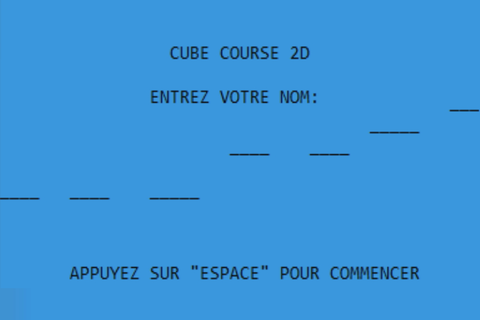 CUBE COURSE 2D
ENTREZ VOTRE NOM:
APPUYEZ SUR "ESPACE" POUR COMMENCER